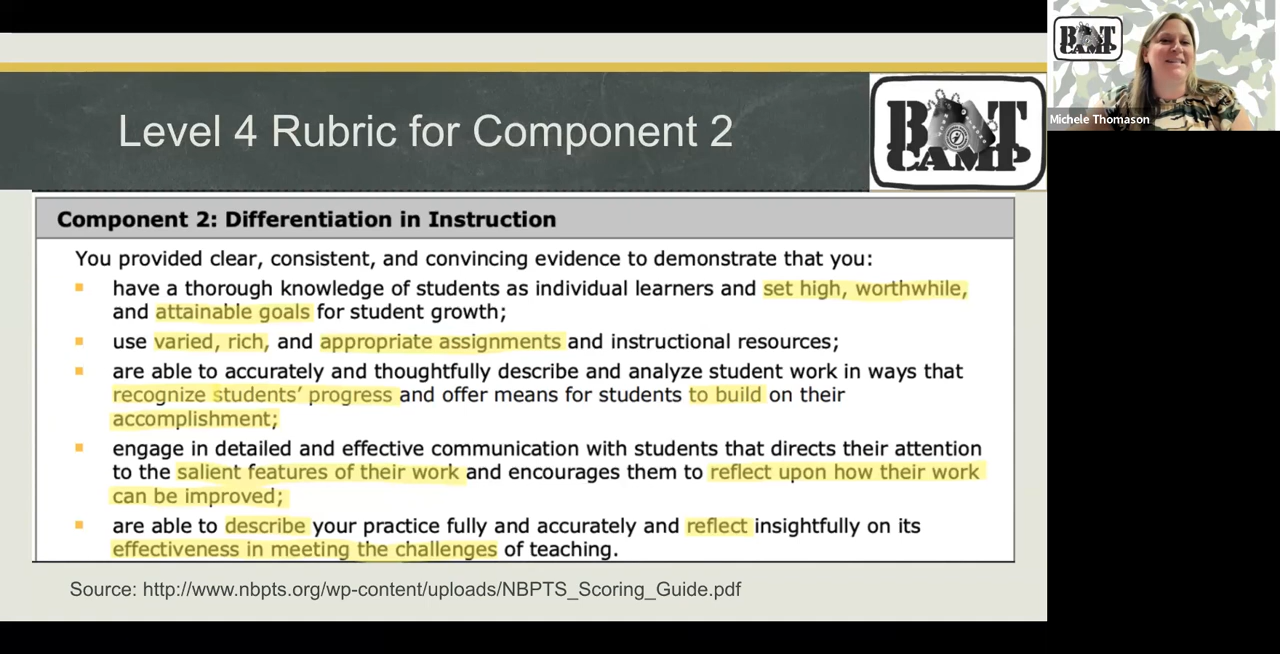 Level 4 Rubric for Component 2
BOOT
CAMP
BOOT
CAMP
Michele Thomason
Component 2: Differentiation in Instruction
You provided clear, consistent, and convincing evidence to demonstrate that you:
have a thorough knowledge of students as individual learners and set high, worthwhile,
and attainable goals for student growth;
use varied, rich, and appropriate assignments and instructional resources;
are able to accurately and thoughtfully describe and analyze student work in ways that
recognize students’ progress and offer means for students to build on their
accomplishment;
engage in detailed and effective communication with students that directs their attention
to the salient features of their work and encourages them to reflect upon how their work
can be improved;
are able to describe your practice fully and accurately and reflect insightfully on its
effectiveness in meeting the challenges of teaching.
Source: http://www.nbpts.org/wp-content/uploads/NBPTS_Scoring_Guide.pdf